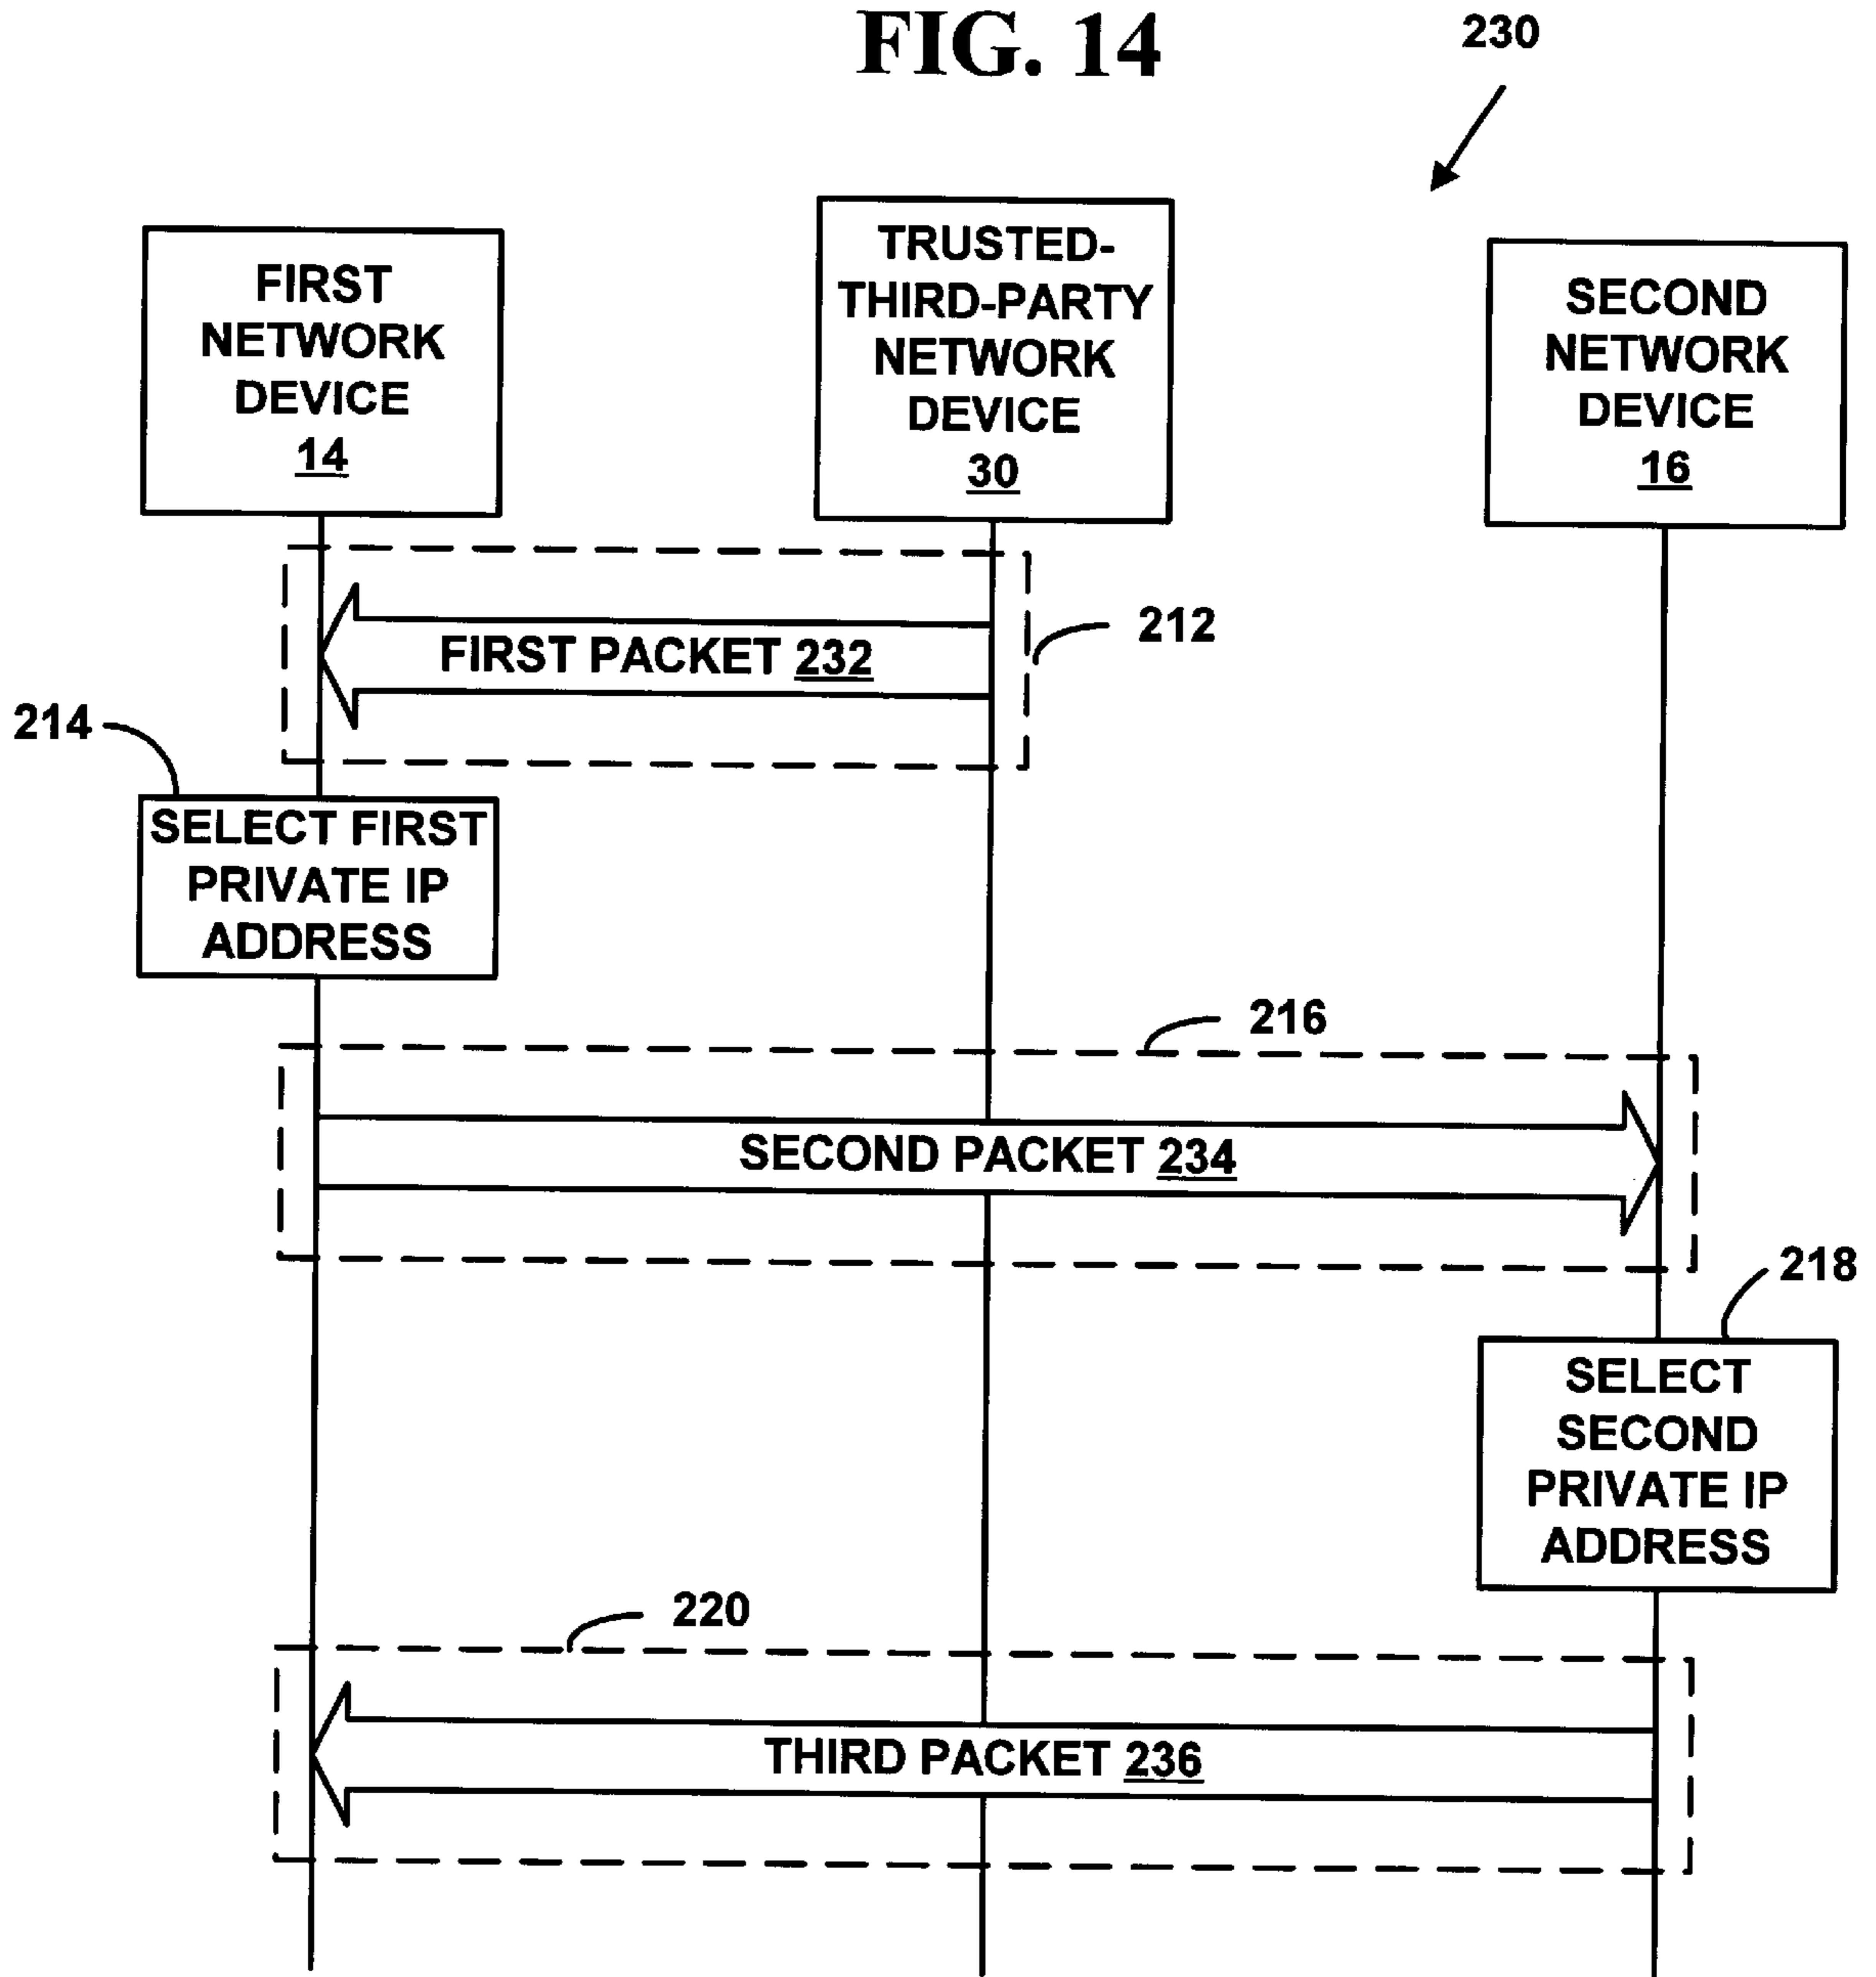 FIG. 14
230
FIRST
NETWORK
DEVICE
14
TRUSTED-
THIRD-PARTY
NETWORK
DEVICE
30
SECOND
NETWORK
DEVICE
16
FIRST PACKET 232
212
214
SELECT FIRST
PRIVATE IP
ADDRESS
216
SECOND PACKET 234
218
SELECT
SECOND
PRIVATE IP
ADDRESS
220
THIRD PACKET 236